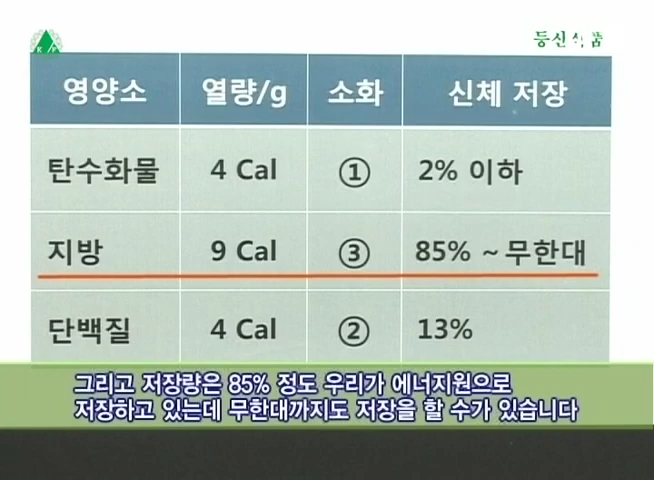 등신식품
영양소 열량/g 소화 신체 저장
탄수화물 4 Cal ① 2% 이하
지방 9 Cal ③ 85% ~ 무한대
단백질 4 Cal ② 13%
그리고 저장량은 85% 정도 우리가 에너지원으로
저장하고 있는데 무한대까지도 저장을 할 수가 있습니다